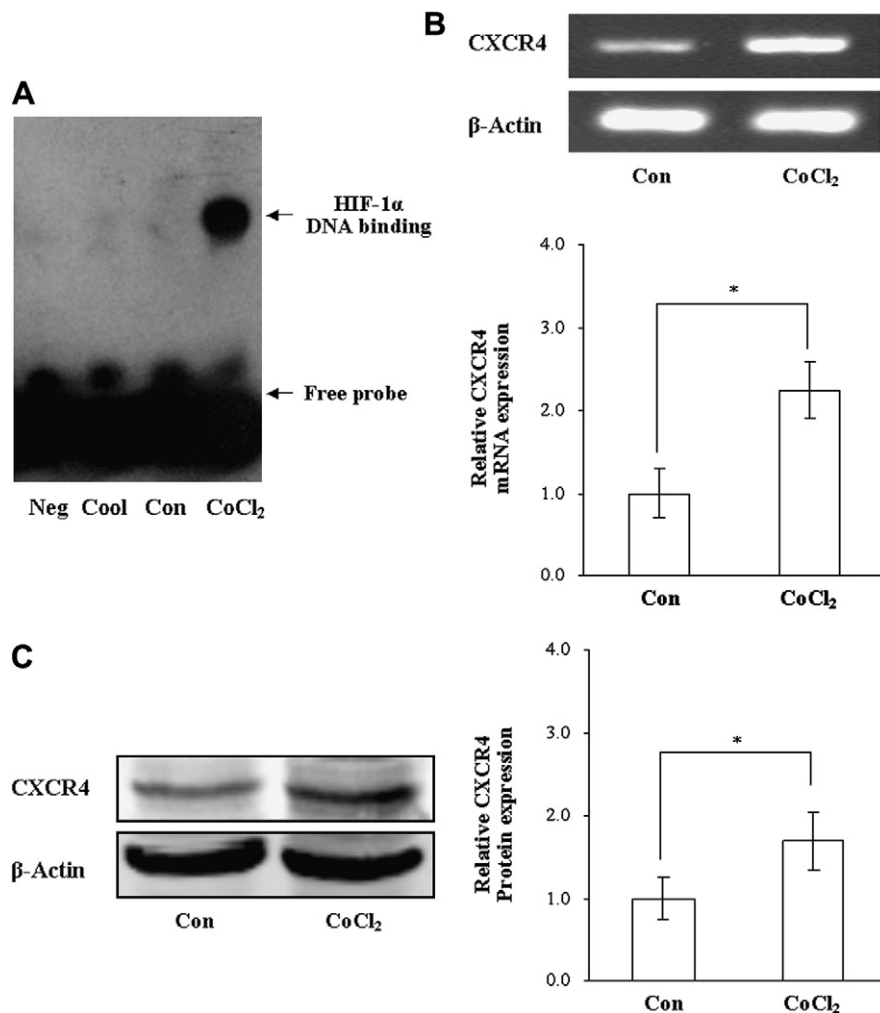 A
HIF-1α
DNA binding
Free probe
Neg Cool Con CoCl₂
B
CXCR4
β-Actin
Con CoCl₂
4.0
3.0
2.0
1.0
0.0
Relative CXCR4
mRNA expression
*
Con CoCl₂
C
CXCR4
β-Actin
Con CoCl₂
4.0
3.0
2.0
1.0
0.0
Relative CXCR4
Protein expression
*
Con CoCl₂